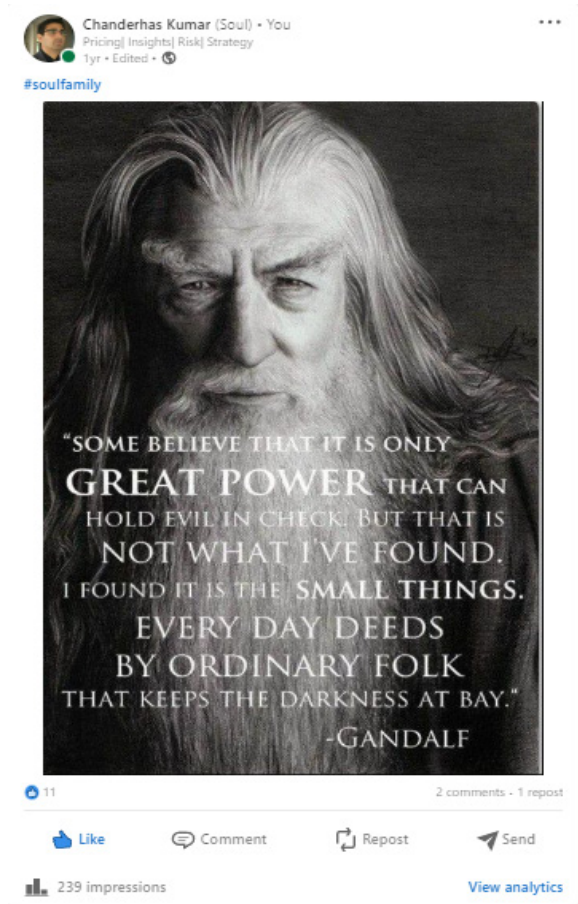 Chanderhas Kumar (Soul) • You
Pricing| Insights| Risk| Strategy
1yr • Edited •
#soulfamily
"SOME BELIEVE THAT IT IS ONLY
GREAT POWER THAT CAN
HOLD EVIL IN CHECK. BUT THAT IS
NOT WHAT I'VE FOUND.
I FOUND IT IS THE SMALL THINGS.
EVERY DAY DEEDS
BY ORDINARY FOLK
THAT KEEPS THE DARKNESS AT BAY."
-GANDALF
11 2 comments · 1 repost
Like Comment Repost Send
239 impressions View analytics